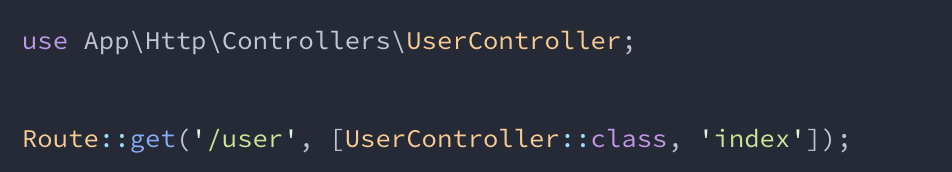 use App\Http\Controllers\UserController;
Route::get('/user', [UserController::class, 'index']);